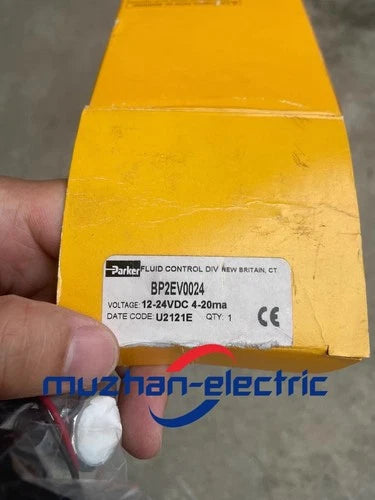 Parker FLUID CONTROL DIV NEW BRITAIN, CT
BP2EV0024
VOLTAGE: 12-24VDC 4-20ma
DATE CODE: U2121E QTY: 1
CE
muzhan-electric